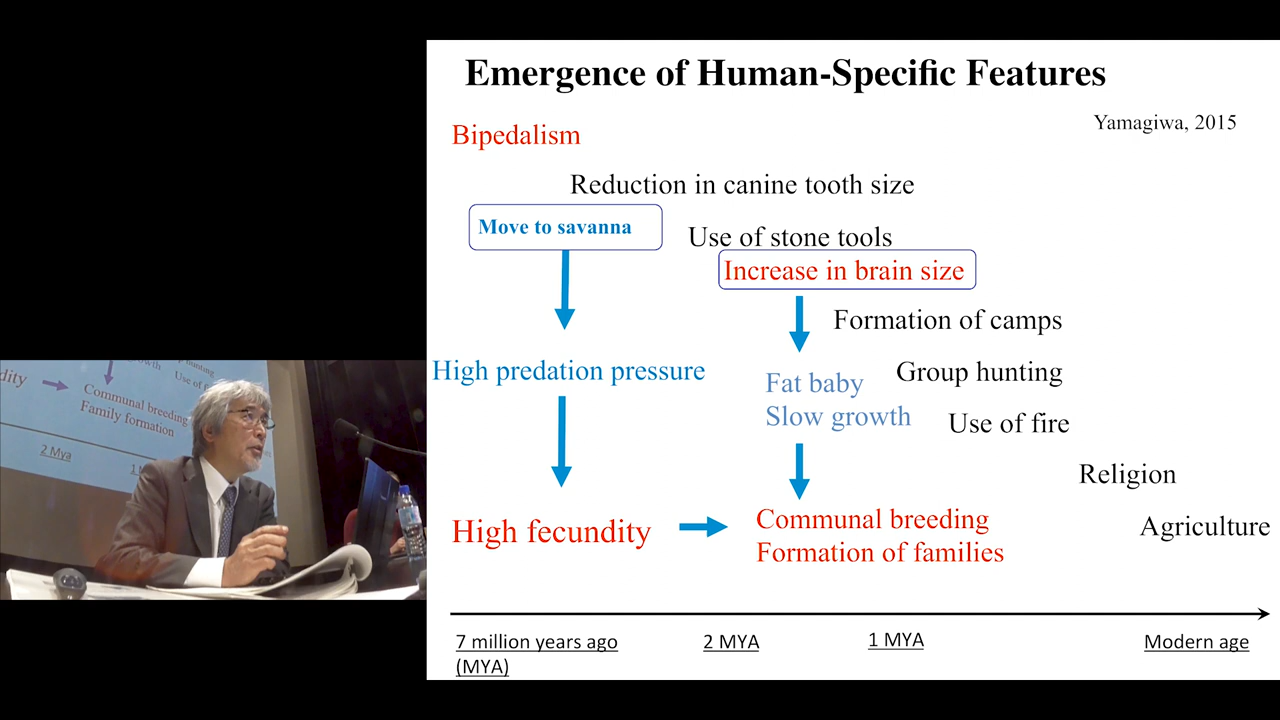 Emergence of Human-Specific Features
Yamagiwa, 2015
Bipedalism
Reduction in canine tooth size
Move to savanna
Use of stone tools
Increase in brain size
Formation of camps
High predation pressure
Group hunting
Fat baby
Slow growth
Use of fire
Religion
High fecundity
Communal breeding
Formation of families
Agriculture
7 million years ago
(MYA)
2 MYA
1 MYA
Modern age
hunting
Use of
Communal breeding
Family formation
2 Mya